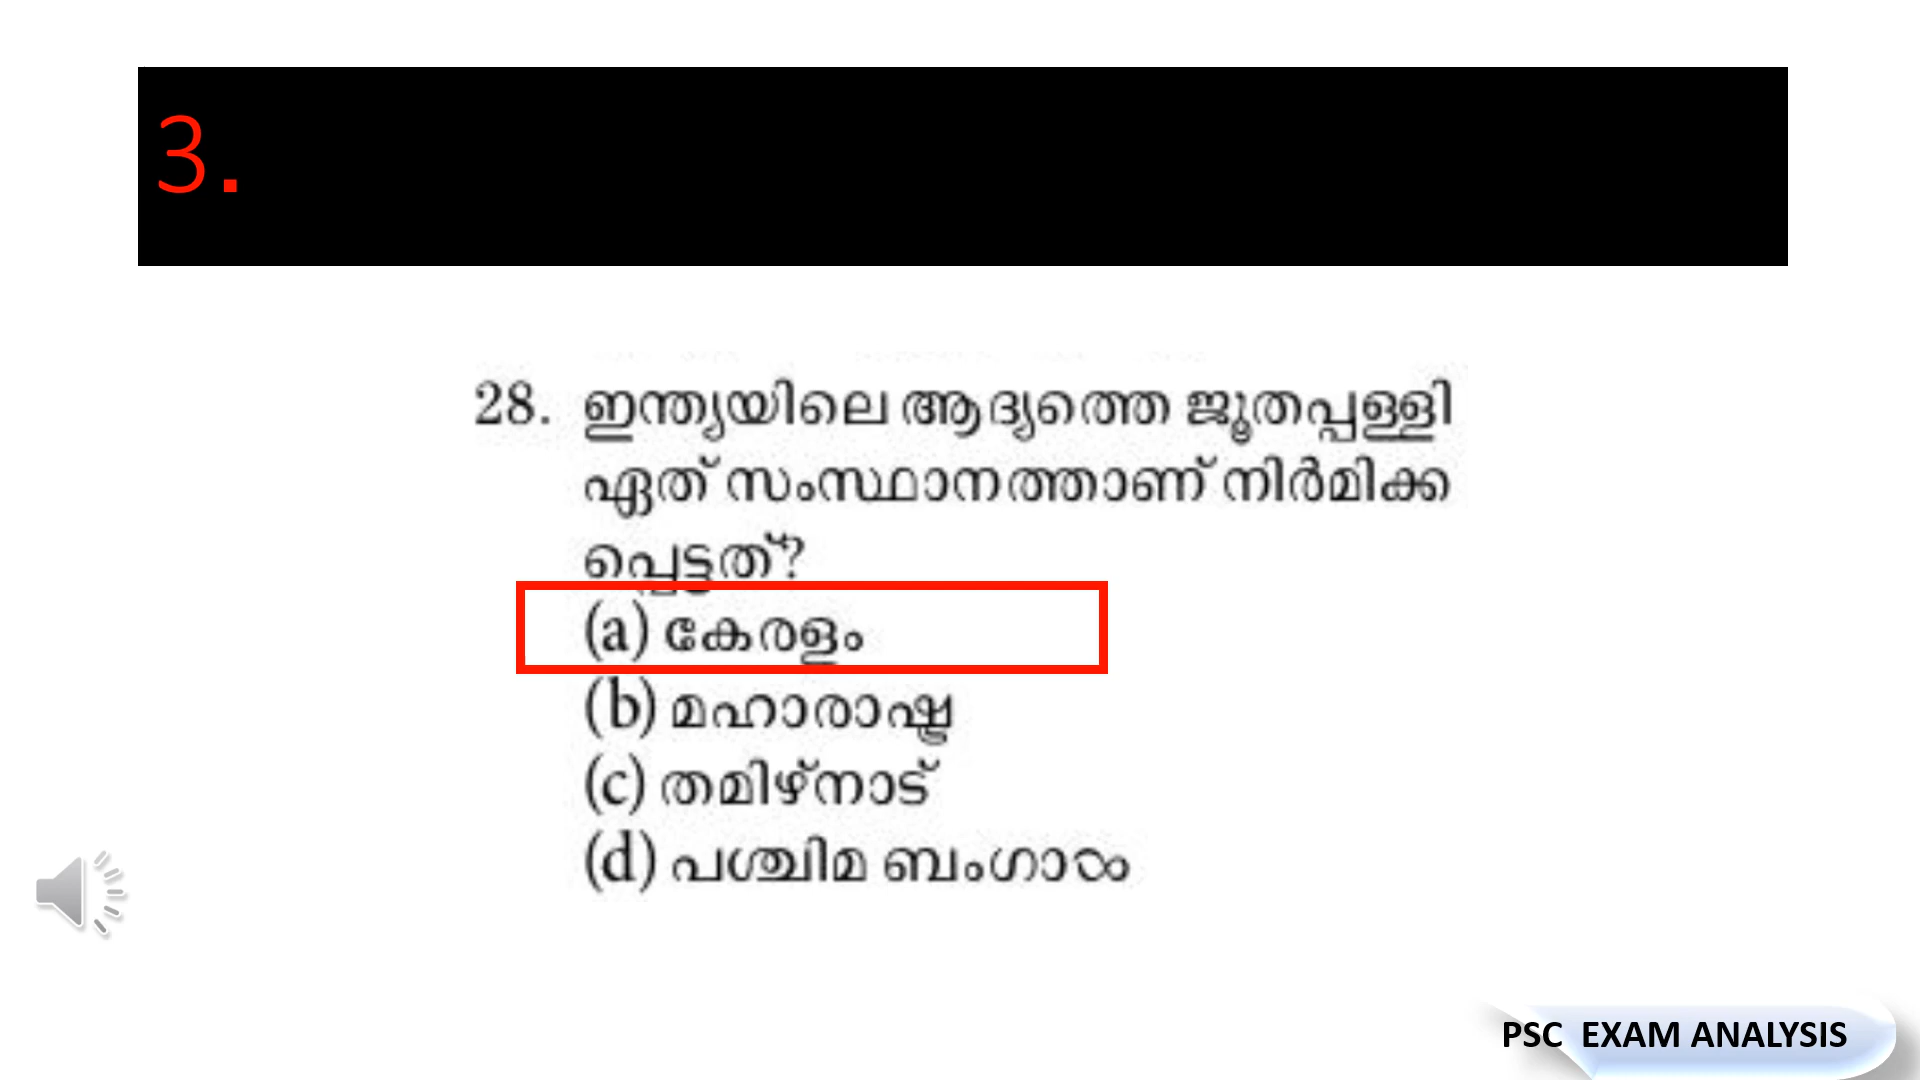 3.
28. ഇന്ത്യയിലെ ആദ്യത്തെ ജൂതപ്പള്ളി
ഏത് സംസ്ഥാനത്താണ് നിർമിക്ക
പ്പെട്ടത്?
(a) കേരളം
(b) മഹാരാഷ്ട്ര
(c) തമിഴ്നാട്
(d) പശ്ചിമ ബംഗാൾ
PSC EXAM ANALYSIS